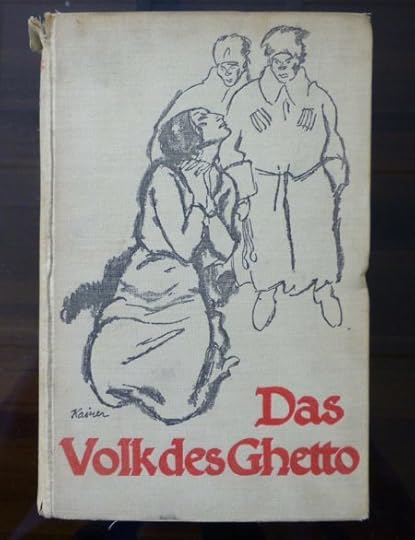 Kainer
Das
Volk des Ghetto